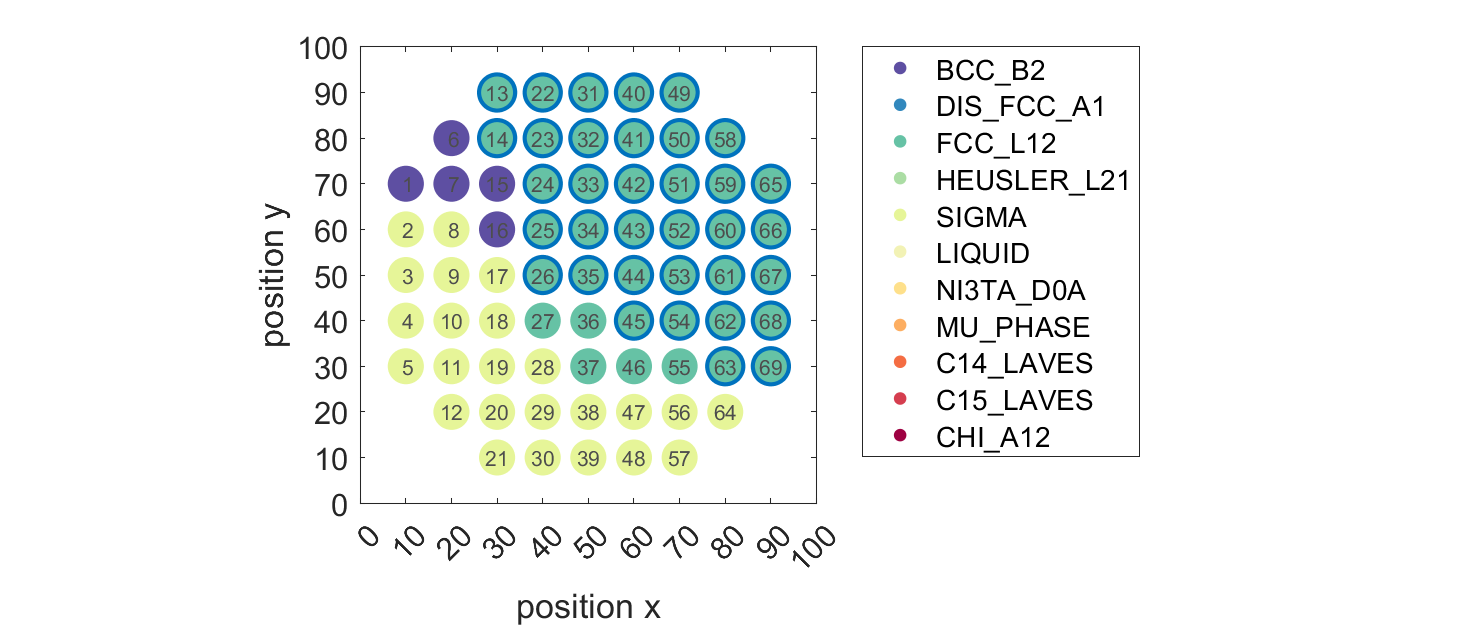 100
90
80
70
60
50
40
30
20
10
0
position y
13 22 31 40 49
6 14 23 32 41 50 58
1 7 15 24 33 42 51 59 65
2 8 16 25 34 43 52 60 66
3 9 17 26 35 44 53 61 67
4 10 18 27 36 45 54 62 68
5 11 19 28 37 46 55 63 69
12 20 29 38 47 56 64
21 30 39 48 57
0 10 20 30 40 50 60 70 80 90 100
position x
BCC_B2
DIS_FCC_A1
FCC_L12
HEUSLER_L21
SIGMA
LIQUID
NI3TA_D0A
MU_PHASE
C14_LAVES
C15_LAVES
CHI_A12